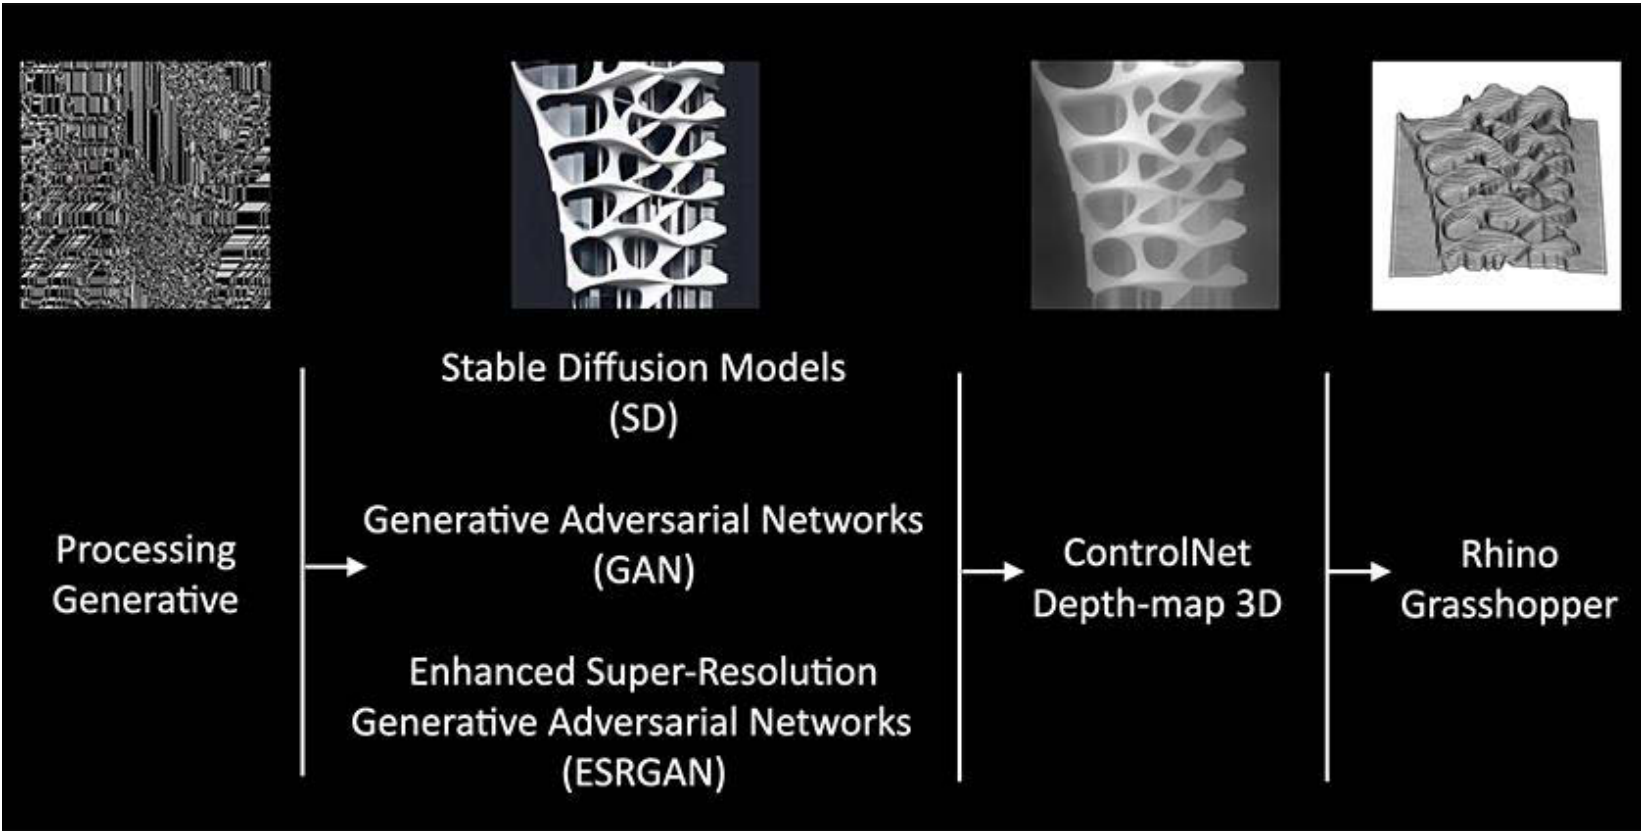 Processing
Generative
Stable Diffusion Models
(SD)
Generative Adversarial Networks
(GAN)
Enhanced Super-Resolution
Generative Adversarial Networks
(ESRGAN)
ControlNet
Depth-map 3D
Rhino
Grasshopper